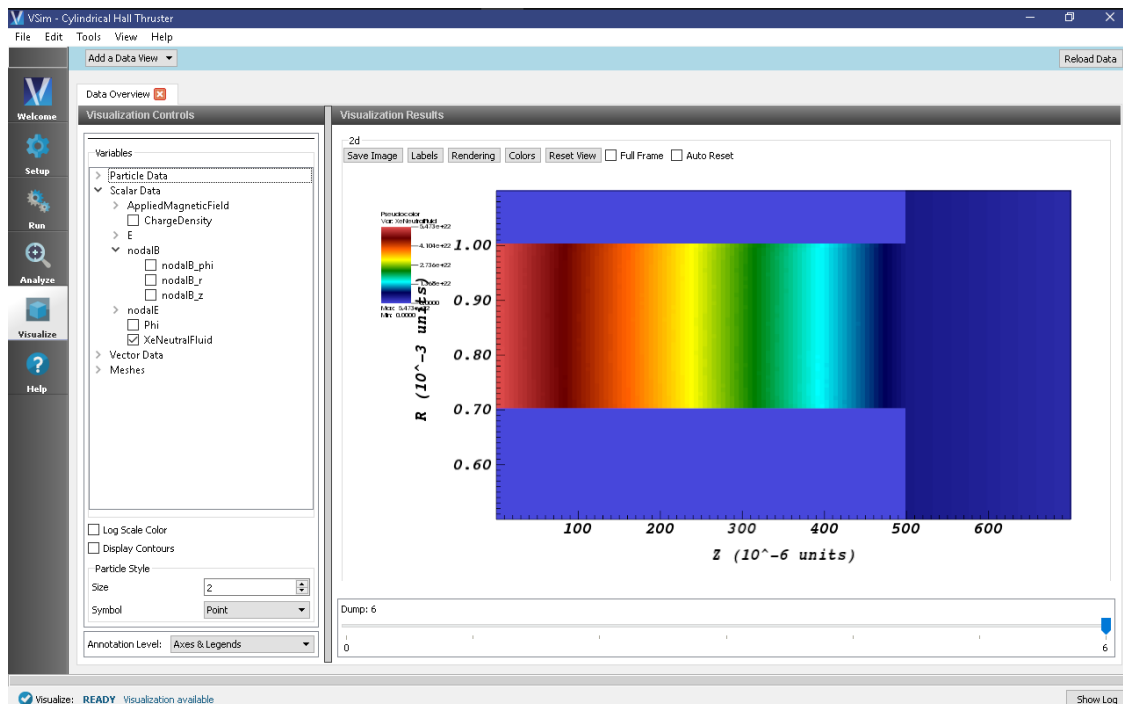 VSim - Cylindrical Hall Thruster
File Edit Tools View Help
Add a Data View
Reload Data
Data Overview
Welcome
Setup
Run
Analyze
Visualize
Help
Visualization Controls
Variables
Particle Data
Scalar Data
AppliedMagneticField
ChargeDensity
E
nodalB
nodalB_phi
nodalB_r
nodalB_z
nodalE
Phi
XeNeutralFluid
Vector Data
Meshes
Log Scale Color
Display Contours
Particle Style
Size 2
Symbol Point
Annotation Level: Axes & Legends
Visualization Results
2d
Save Image Labels Rendering Colors Reset View Full Frame Auto Reset
Pseudocolor
Var: XeNeutralFluid
5.473e+22
4.104e+22
2.736e+22
1.368e+22
0.0000
Max: 5.473e+22
Min: 0.0000
1.00
0.90
0.80
0.70
0.60
R (10^-3 units)
100 200 300 400 500 600
Z (10^-6 units)
Dump: 6
0 6
Visualize: READY Visualization available
Show Log